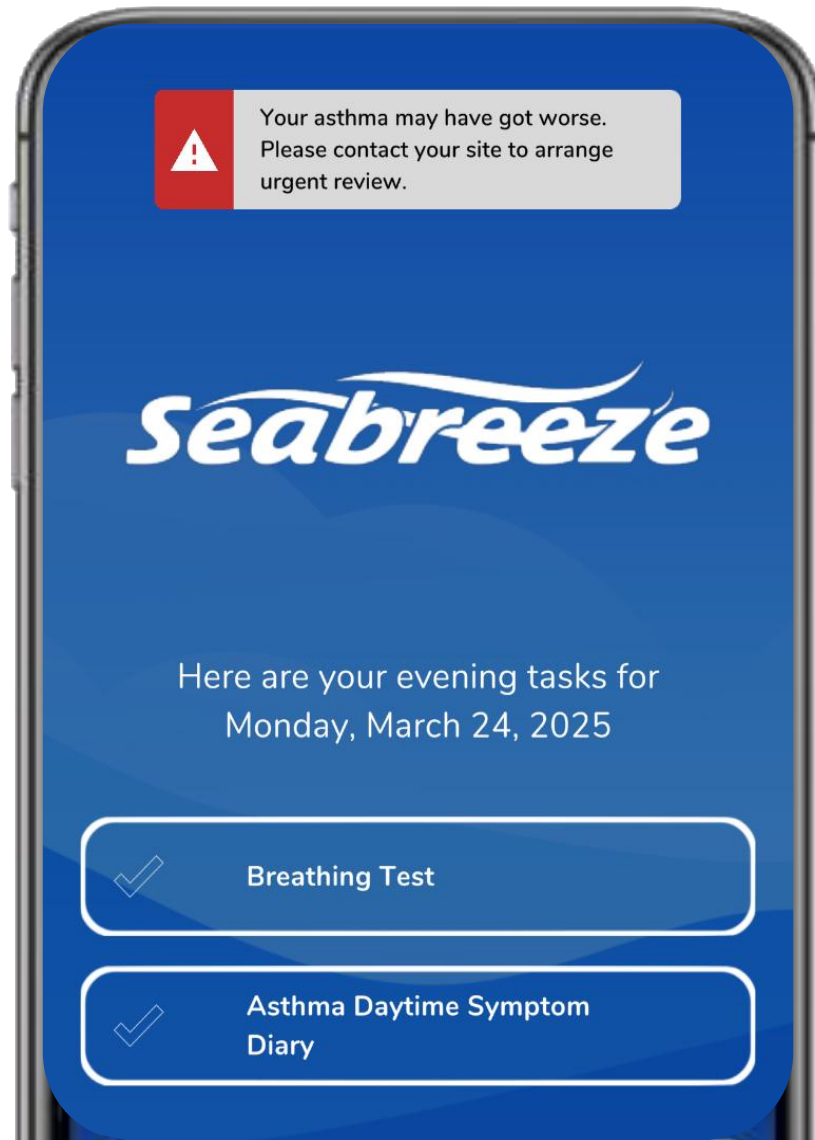 Your asthma may have got worse.
Please contact your site to arrange
urgent review.
Seabreeze
Here are your evening tasks for
Monday, March 24, 2025
Breathing Test
Asthma Daytime Symptom
Diary